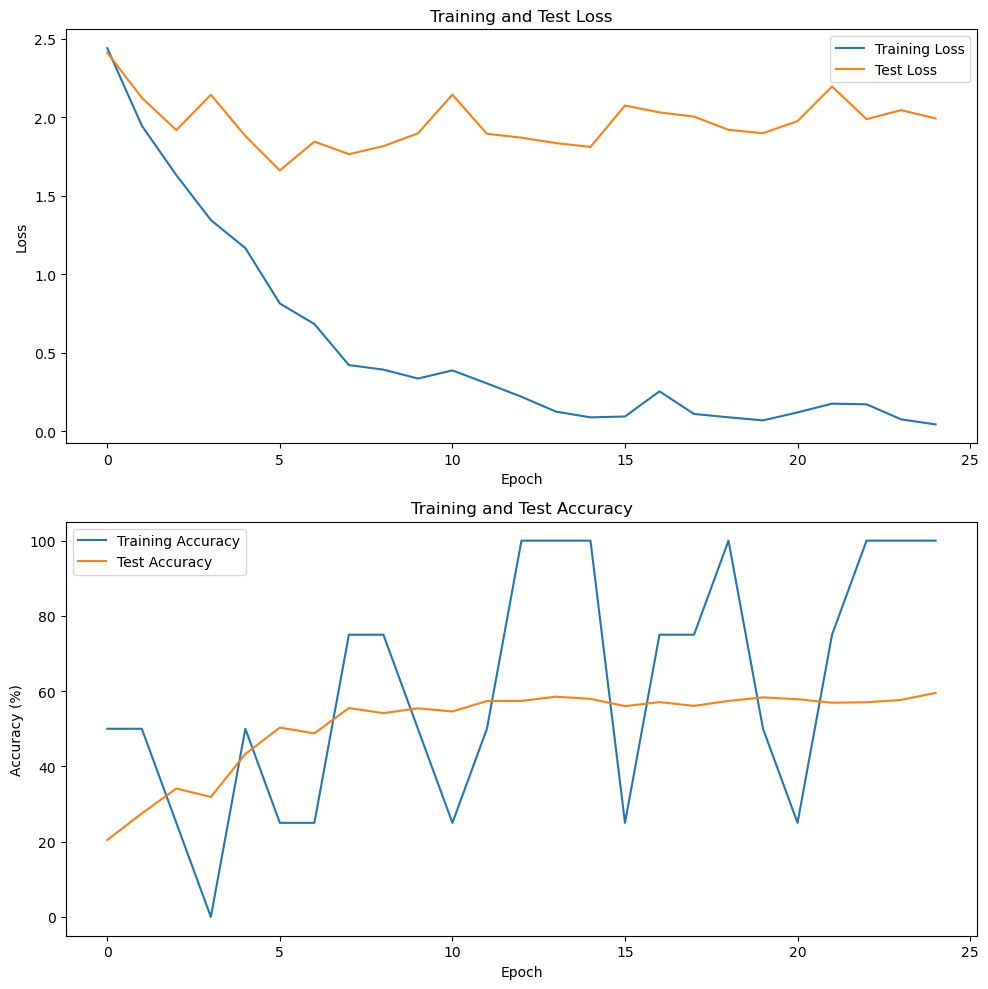 Training and Test Loss
2.5
2.0
1.5
1.0
0.5
0.0
Loss
Training Loss
Test Loss
0 5 10 15 20 25
Epoch
Training and Test Accuracy
100
80
60
40
20
0
Accuracy (%)
Training Accuracy
Test Accuracy
0 5 10 15 20 25
Epoch